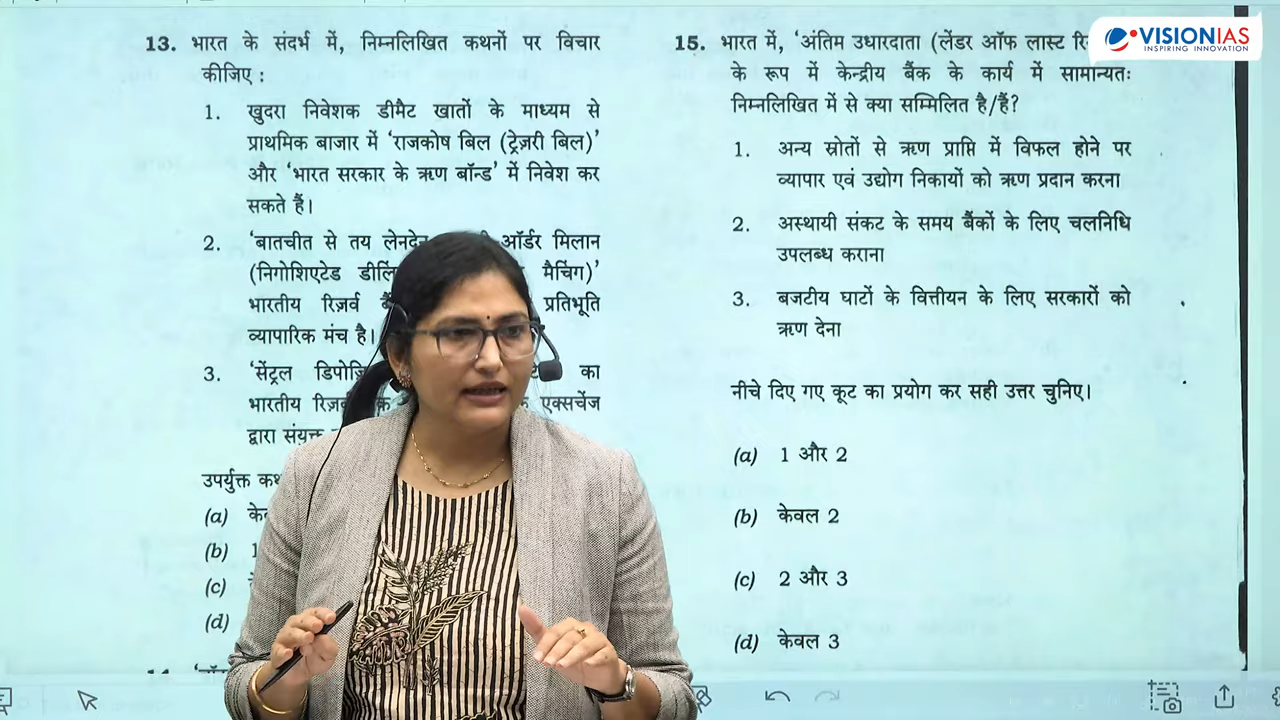 VISIONIAS
INSPIRING INNOVATION
13. भारत के संदर्भ में, निम्नलिखित कथनों पर विचार
कीजिए :
1. खुदरा निवेशक डीमैट खातों के माध्यम से
प्राथमिक बाजार में 'राजकोष बिल (ट्रेज़री बिल)'
और 'भारत सरकार के ऋण बॉन्ड' में निवेश कर
सकते हैं।
2. 'बातचीत से तय लेनदेन ऑर्डर मिलान
(निगोशिएटेड मैचिंग)'
भारतीय रिज़र्व प्रतिभूति
व्यापारिक मंच है।
3. 'सेंट्रल का
भारतीय एक्सचेंज
द्वारा
उपर्युक्त
(a)
(b) 1
(c)
(d)
15. भारत में, 'अंतिम उधारदाता (लेंडर ऑफ लास्ट
के रूप में केन्द्रीय बैंक के कार्य में सामान्यतः
निम्नलिखित में से क्या सम्मिलित है/हैं?
1. अन्य स्रोतों से ऋण प्राप्ति में विफल होने पर
व्यापार एवं उद्योग निकायों को ऋण प्रदान करना
2. अस्थायी संकट के समय बैंकों के लिए चलनिधि
उपलब्ध कराना
3. बजटीय घाटों के वित्तीयन के लिए सरकारों को
ऋण देना
नीचे दिए गए कूट का प्रयोग कर सही उत्तर चुनिए।
(a) 1 और 2
(b) केवल 2
(c) 2 और 3
(d) केवल 3